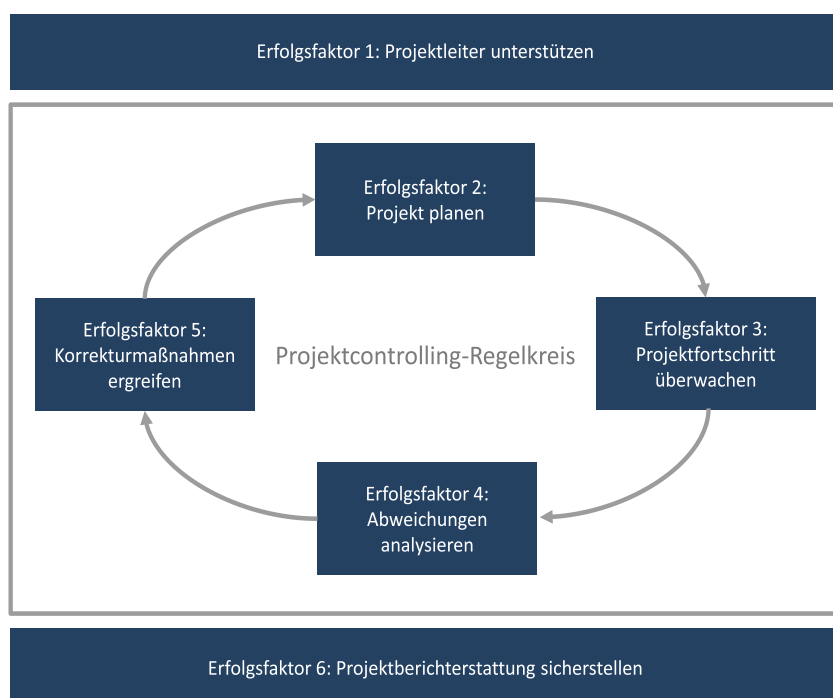 Erfolgsfaktor 1: Projektleiter unterstützen
Erfolgsfaktor 2:
Projekt planen
Erfolgsfaktor 5:
Korrekturmaßnahmen
ergreifen
Projektcontrolling-Regelkreis
Erfolgsfaktor 3:
Projektfortschritt
überwachen
Erfolgsfaktor 4:
Abweichungen
analysieren
Erfolgsfaktor 6: Projektberichterstattung sicherstellen